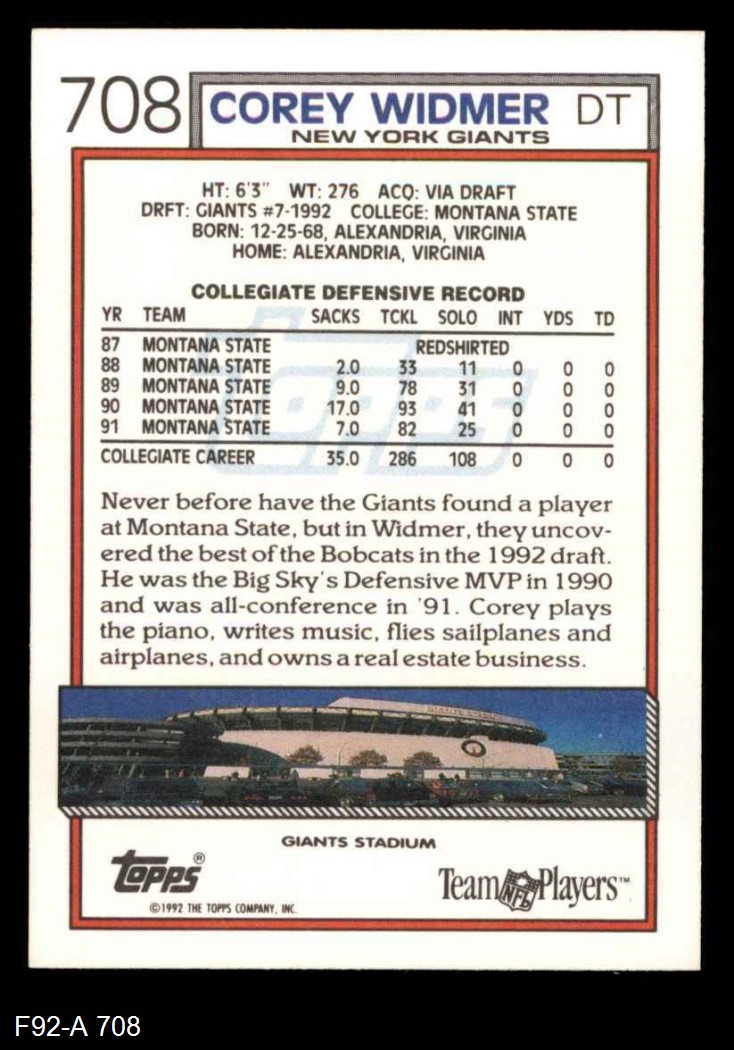 708 COREY WIDMER DT
NEW YORK GIANTS
HT: 6'3" WT: 276 ACQ: VIA DRAFT
DRFT: GIANTS #7-1992 COLLEGE: MONTANA STATE
BORN: 12-25-68, ALEXANDRIA, VIRGINIA
HOME: ALEXANDRIA, VIRGINIA
COLLEGIATE DEFENSIVE RECORD
YR TEAM SACKS TCKL SOLO INT YDS TD
87 MONTANA STATE REDSHIRTED
88 MONTANA STATE 2.0 33 11 0 0 0
89 MONTANA STATE 9.0 78 31 0 0 0
90 MONTANA STATE 17.0 93 41 0 0 0
91 MONTANA STATE 7.0 82 25 0 0 0
COLLEGIATE CAREER 35.0 286 108 0 0 0
Topps
Never before have the Giants found a player
at Montana State, but in Widmer, they uncov-
ered the best of the Bobcats in the 1992 draft.
He was the Big Sky's Defensive MVP in 1990
and was all-conference in '91. Corey plays
the piano, writes music, flies sailplanes and
airplanes, and owns a real estate business.
GIANTS STADIUM
GIANTS STADIUM
Topps®
©1992 THE TOPPS COMPANY, INC.
Team NFL Players™
F92-A 708